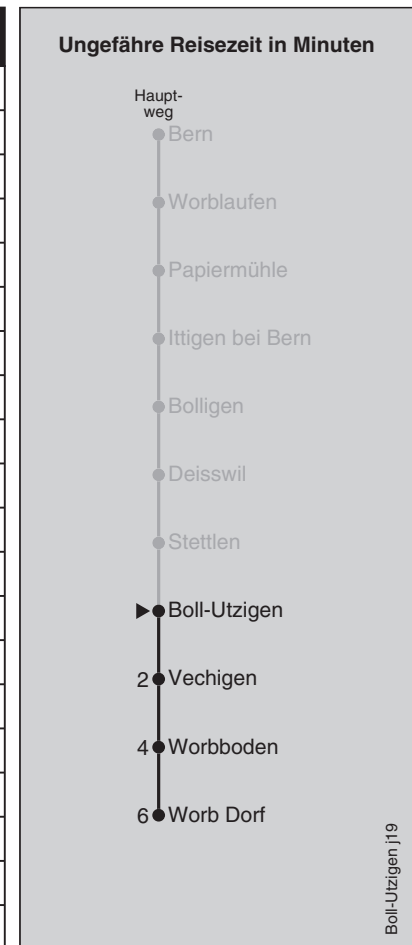 Ungefähre Reisezeit in Minuten
Haupt-
weg
Bern
Worblaufen
Papiermühle
Ittigen bei Bern
Bolligen
Deisswil
Stettlen
Boll-Utzigen
2 Vechigen
4 Worbboden
6 Worb Dorf
Boll-Utzigen j19